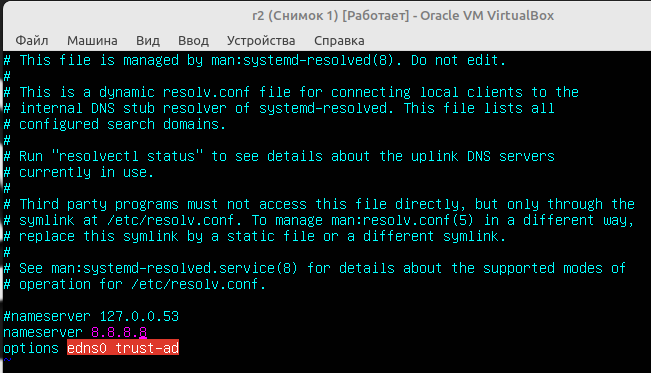 r2 (Снимок 1) [Работает] - Oracle VM VirtualBox
Файл Машина Вид Ввод Устройства Справка
# This file is managed by man:systemd-resolved(8). Do not edit.
#
# This is a dynamic resolv.conf file for connecting local clients to the
# internal DNS stub resolver of systemd-resolved. This file lists all
# configured search domains.
#
# Run "resolvectl status" to see details about the uplink DNS servers
# currently in use.
#
# Third party programs must not access this file directly, but only through the
# symlink at /etc/resolv.conf. To manage man:resolv.conf(5) in a different way,
# replace this symlink by a static file or a different symlink.
#
# See man:systemd-resolved.service(8) for details about the supported modes of
# operation for /etc/resolv.conf.

#nameserver 127.0.0.53
nameserver 8.8.8.8
options edns0 trust-ad
~